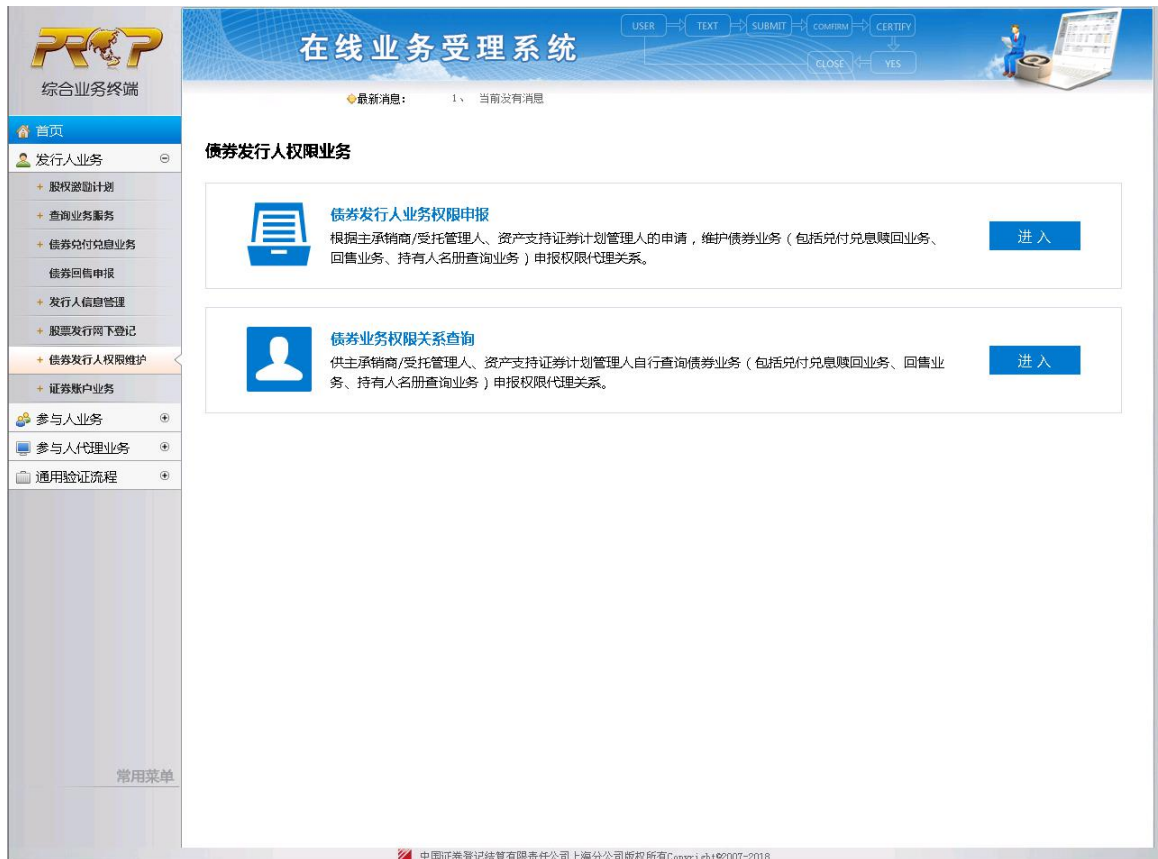 PROP
综合业务终端
在线业务受理系统
USER TEXT SUBMIT COMFIRM CERTIFY
CLOSE YES
最新消息： 1、 当前没有消息
首页
发行人业务
+ 股权激励计划
+ 查询业务服务
+ 债券兑付兑息业务
债券回售申报
+ 发行人信息管理
+ 股票发行网下登记
+ 债券发行人权限维护
+ 证券账户业务
参与人业务
参与人代理业务
通用验证流程
常用菜单
债券发行人权限业务
债券发行人业务权限申报
根据主承销商/受托管理人、资产支持证券计划管理人的申请，维护债券业务（包括兑付兑息赎回业务、
回售业务、持有人名册查询业务）申报权限代理关系。
进入
债券业务权限关系查询
供主承销商/受托管理人、资产支持证券计划管理人自行查询债券业务（包括兑付兑息赎回业务、回售业
务、持有人名册查询业务）申报权限代理关系。
进入
中国证券登记结算有限责任公司上海分公司版权所有Copyright©2007-2018